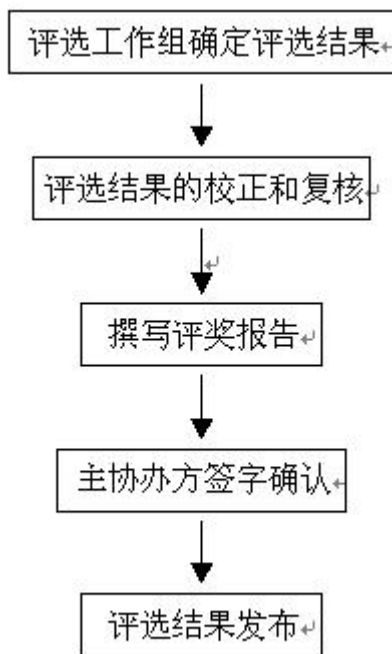 评选工作组确定评选结果
评选结果的校正和复核
撰写评奖报告
主协办方签字确认
评选结果发布